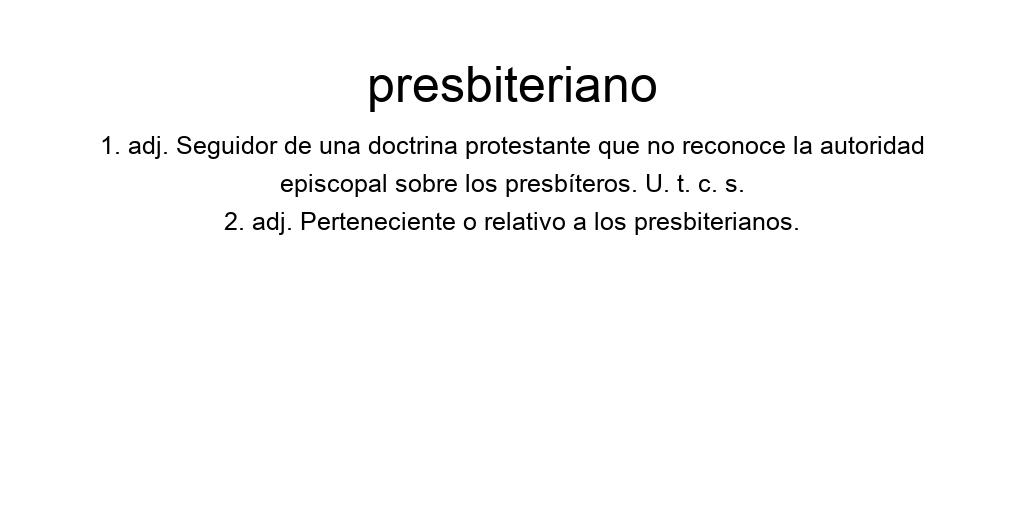 presbiteriano
1. adj. Seguidor de una doctrina protestante que no reconoce la autoridad
episcopal sobre los presbíteros. U. t. c. s.
2. adj. Perteneciente o relativo a los presbiterianos.